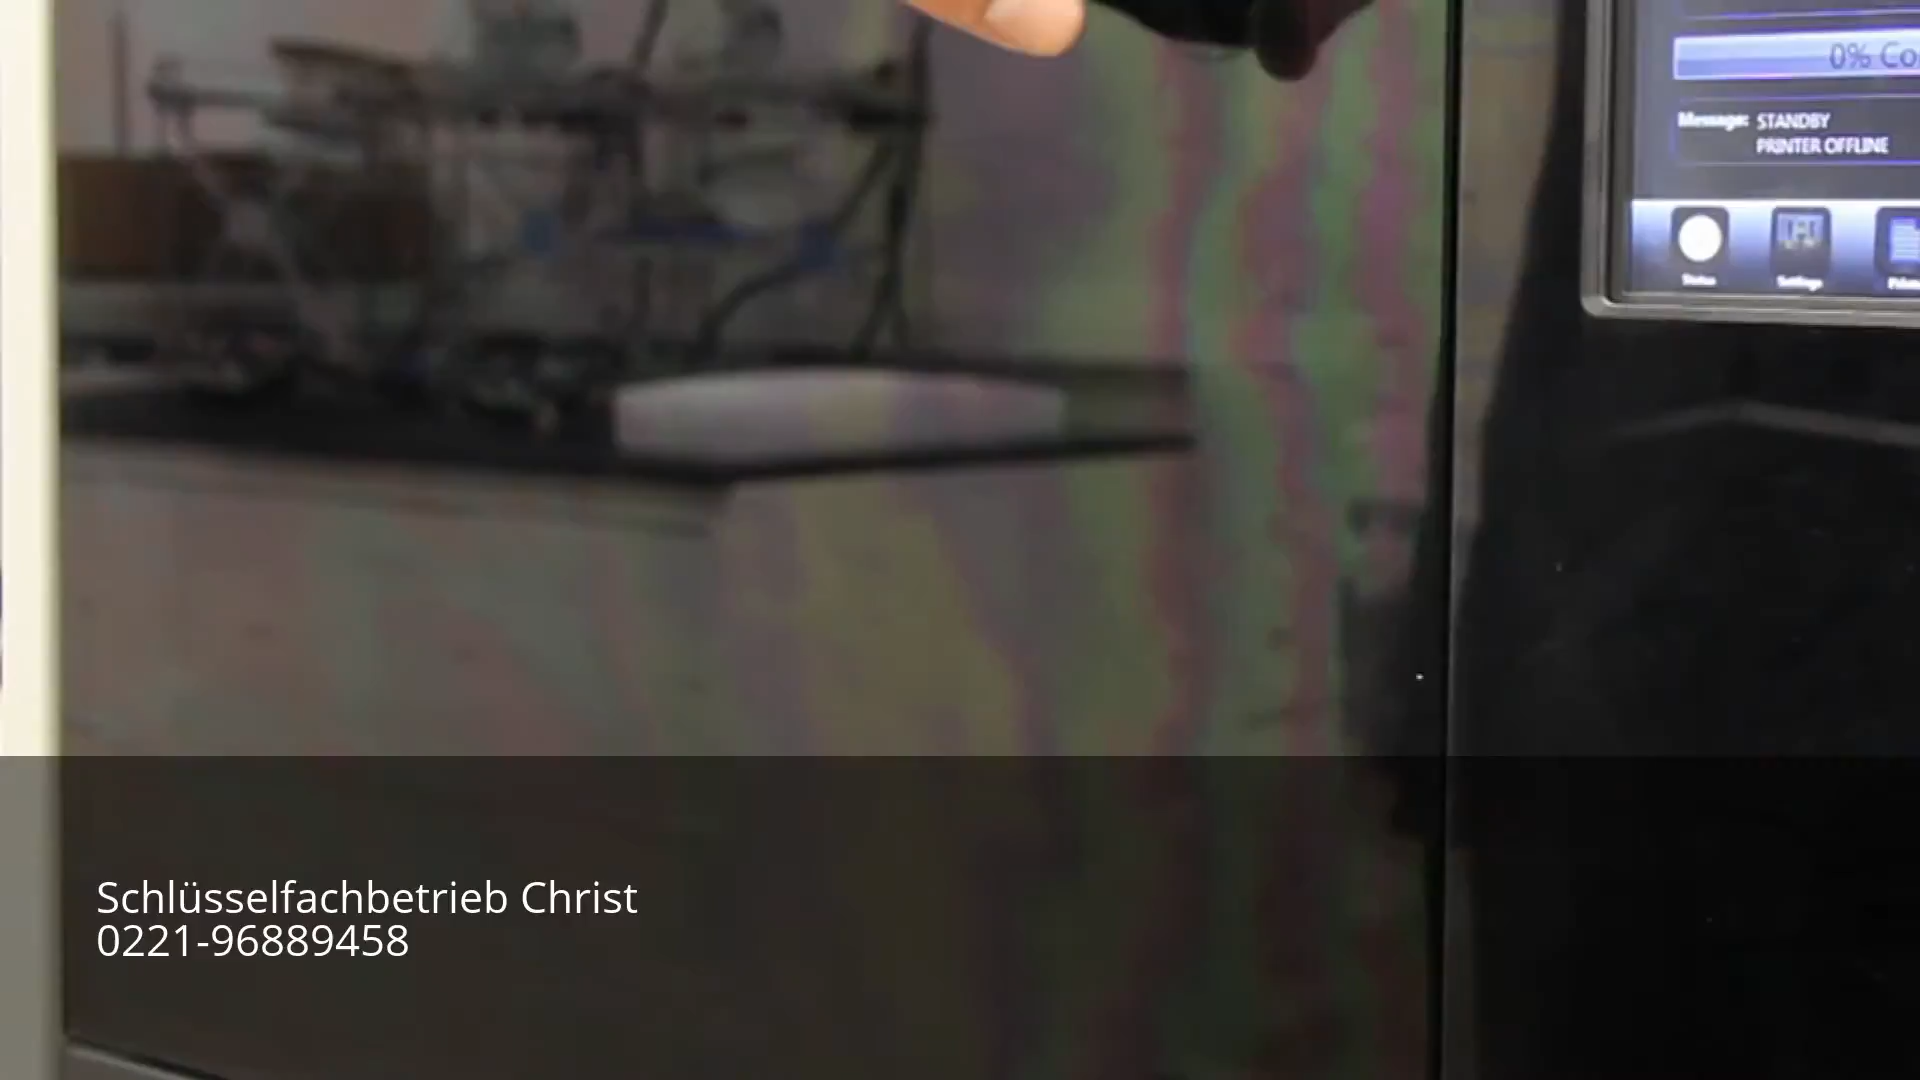 0% Co
Message: STANDBY
PRINTER OFFLINE
Status Settings
Schlüsselfachbetrieb Christ
0221-96889458